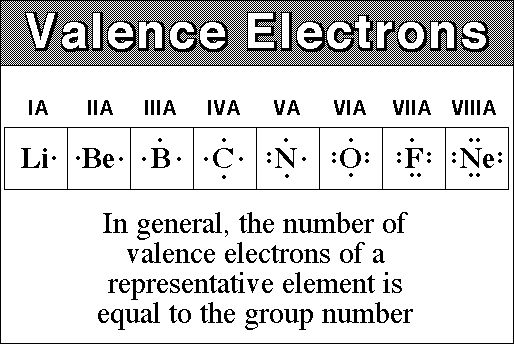 Valence Electrons
IA IIA IIIA IVA VA VIA VIIA VIIIA
Li· ·Be· ·Ḃ· ·Ċ̣· :Ṇ̇· :Ọ̇: :Ḟ̤: :N̤̈e:
In general, the number of
valence electrons of a
representative element is
equal to the group number